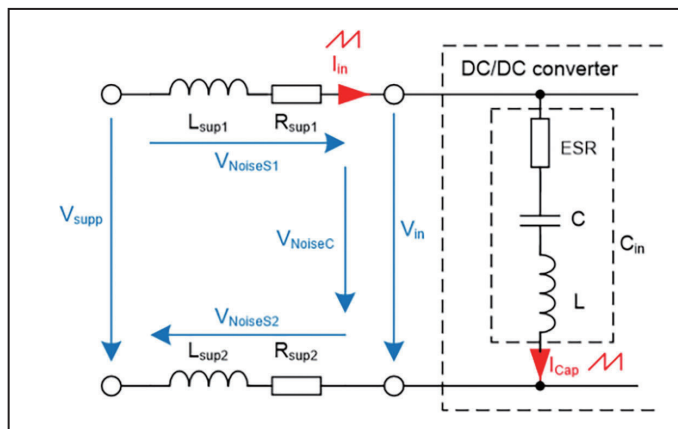 I_in
DC/DC converter
L_sup1
R_sup1
ESR
V_NoiseS1
V_supp
V_NoiseC
V_in
C
C_in
V_NoiseS2
L
L_sup2
R_sup2
I_Cap